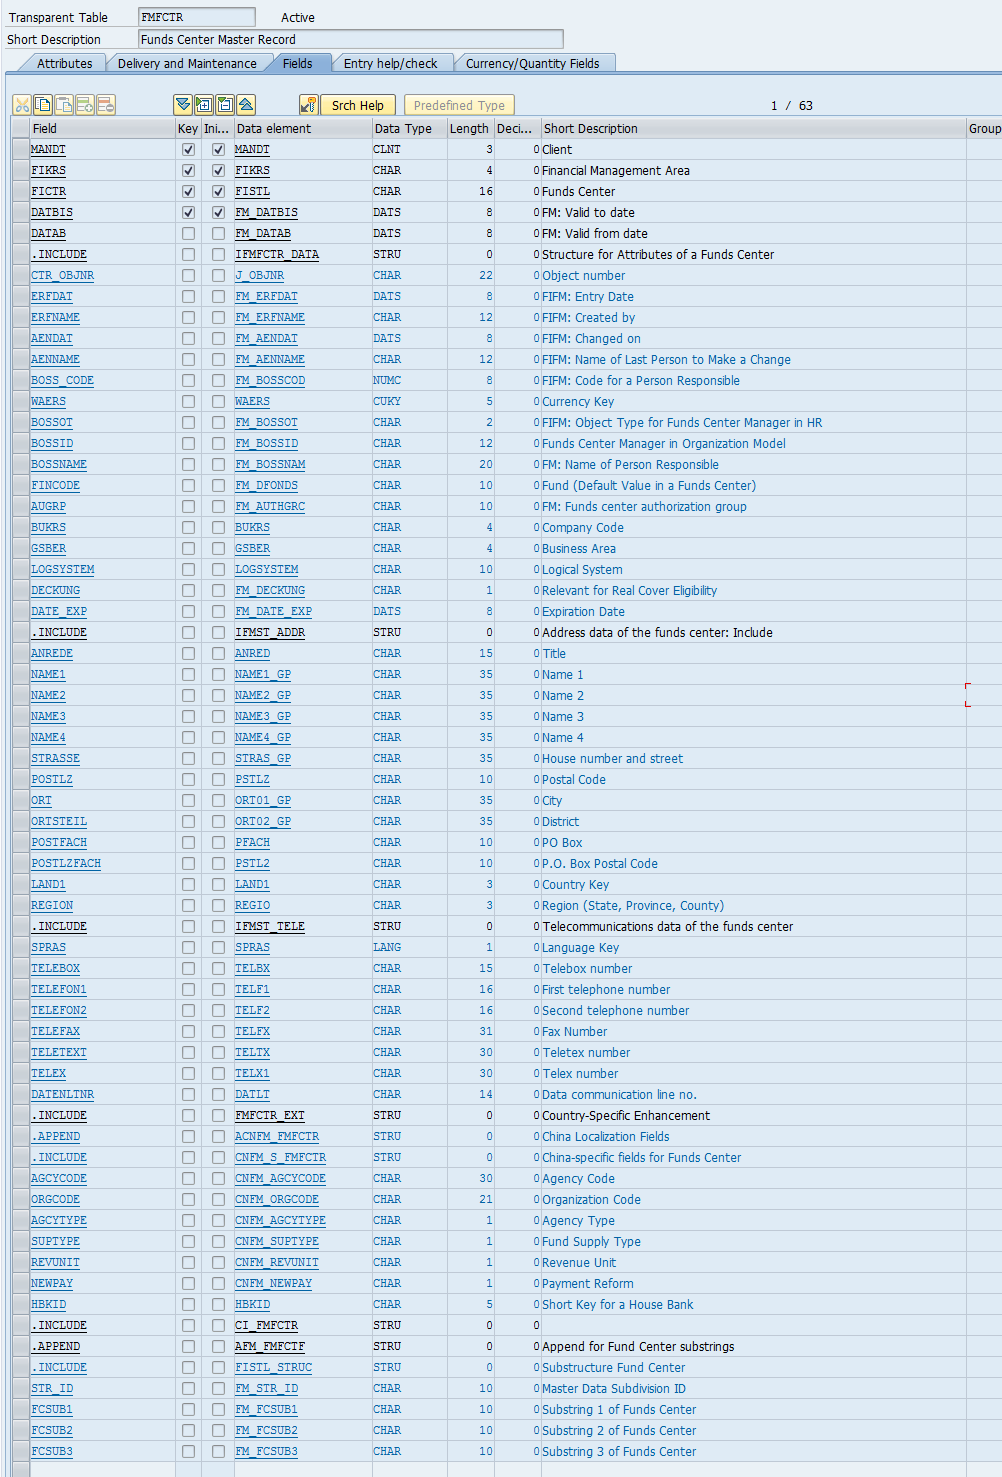 Transparent Table FMFCTR Active
Short Description Funds Center Master Record
Attributes Delivery and Maintenance Fields Entry help/check Currency/Quantity Fields
Srch Help Predefined Type 1 / 63
Field Key Ini... Data element Data Type Length Deci... Short Description Group
MANDT MANDT CLNT 3 0 Client
FIKRS FIKRS CHAR 4 0 Financial Management Area
FICTR FISTL CHAR 16 0 Funds Center
DATBIS FM_DATBIS DATS 8 0 FM: Valid to date
DATAB FM_DATAB DATS 8 0 FM: Valid from date
.INCLUDE IFMFCTR_DATA STRU 0 0 Structure for Attributes of a Funds Center
CTR_OBJNR J_OBJNR CHAR 22 0 Object number
ERFDAT FM_ERFDAT DATS 8 0 FIFM: Entry Date
ERFNAME FM_ERFNAME CHAR 12 0 FIFM: Created by
AENDAT FM_AENDAT DATS 8 0 FIFM: Changed on
AENNAME FM_AENNAME CHAR 12 0 FIFM: Name of Last Person to Make a Change
BOSS_CODE FM_BOSSCOD NUMC 8 0 FIFM: Code for a Person Responsible
WAERS WAERS CUKY 5 0 Currency Key
BOSSOT FM_BOSSOT CHAR 2 0 FIFM: Object Type for Funds Center Manager in HR
BOSSID FM_BOSSID CHAR 12 0 Funds Center Manager in Organization Model
BOSSNAME FM_BOSSNAM CHAR 20 0 FM: Name of Person Responsible
FINCODE FM_DFONDS CHAR 10 0 Fund (Default Value in a Funds Center)
AUGRP FM_AUTHGRC CHAR 10 0 FM: Funds center authorization group
BUKRS BUKRS CHAR 4 0 Company Code
GSBER GSBER CHAR 4 0 Business Area
LOGSYSTEM LOGSYSTEM CHAR 10 0 Logical System
DECKUNG FM_DECKUNG CHAR 1 0 Relevant for Real Cover Eligibility
DATE_EXP FM_DATE_EXP DATS 8 0 Expiration Date
.INCLUDE IFMST_ADDR STRU 0 0 Address data of the funds center: Include
ANREDE ANRED CHAR 15 0 Title
NAME1 NAME1_GP CHAR 35 0 Name 1
NAME2 NAME2_GP CHAR 35 0 Name 2
NAME3 NAME3_GP CHAR 35 0 Name 3
NAME4 NAME4_GP CHAR 35 0 Name 4
STRASSE STRAS_GP CHAR 35 0 House number and street
POSTLZ PSTLZ CHAR 10 0 Postal Code
ORT ORT01_GP CHAR 35 0 City
ORTSTEIL ORT02_GP CHAR 35 0 District
POSTFACH PFACH CHAR 10 0 PO Box
POSTLZFACH PSTL2 CHAR 10 0 P.O. Box Postal Code
LAND1 LAND1 CHAR 3 0 Country Key
REGION REGIO CHAR 3 0 Region (State, Province, County)
.INCLUDE IFMST_TELE STRU 0 0 Telecommunications data of the funds center
SPRAS SPRAS LANG 1 0 Language Key
TELEBOX TELBX CHAR 15 0 Telebox number
TELEFON1 TELF1 CHAR 16 0 First telephone number
TELEFON2 TELF2 CHAR 16 0 Second telephone number
TELEFAX TELFX CHAR 31 0 Fax Number
TELETEXT TELTX CHAR 30 0 Teletex number
TELEX TELX1 CHAR 30 0 Telex number
DATENLTNR DATLT CHAR 14 0 Data communication line no.
.INCLUDE FMFCTR_EXT STRU 0 0 Country-Specific Enhancement
.APPEND ACNFM_FMFCTR STRU 0 0 China Localization Fields
.INCLUDE CNFM_S_FMFCTR STRU 0 0 China-specific fields for Funds Center
AGCYCODE CNFM_AGCYCODE CHAR 30 0 Agency Code
ORGCODE CNFM_ORGCODE CHAR 21 0 Organization Code
AGCYTYPE CNFM_AGCYTYPE CHAR 1 0 Agency Type
SUPTYPE CNFM_SUPTYPE CHAR 1 0 Fund Supply Type
REVUNIT CNFM_REVUNIT CHAR 1 0 Revenue Unit
NEWPAY CNFM_NEWPAY CHAR 1 0 Payment Reform
HBKID HBKID CHAR 5 0 Short Key for a House Bank
.INCLUDE CI_FMFCTR STRU 0 0
.APPEND AFM_FMFCTF STRU 0 0 Append for Fund Center substrings
.INCLUDE FISTL_STRUC STRU 0 0 Substructure Fund Center
STR_ID FM_STR_ID CHAR 10 0 Master Data Subdivision ID
FCSUB1 FM_FCSUB1 CHAR 10 0 Substring 1 of Funds Center
FCSUB2 FM_FCSUB2 CHAR 10 0 Substring 2 of Funds Center
FCSUB3 FM_FCSUB3 CHAR 10 0 Substring 3 of Funds Center